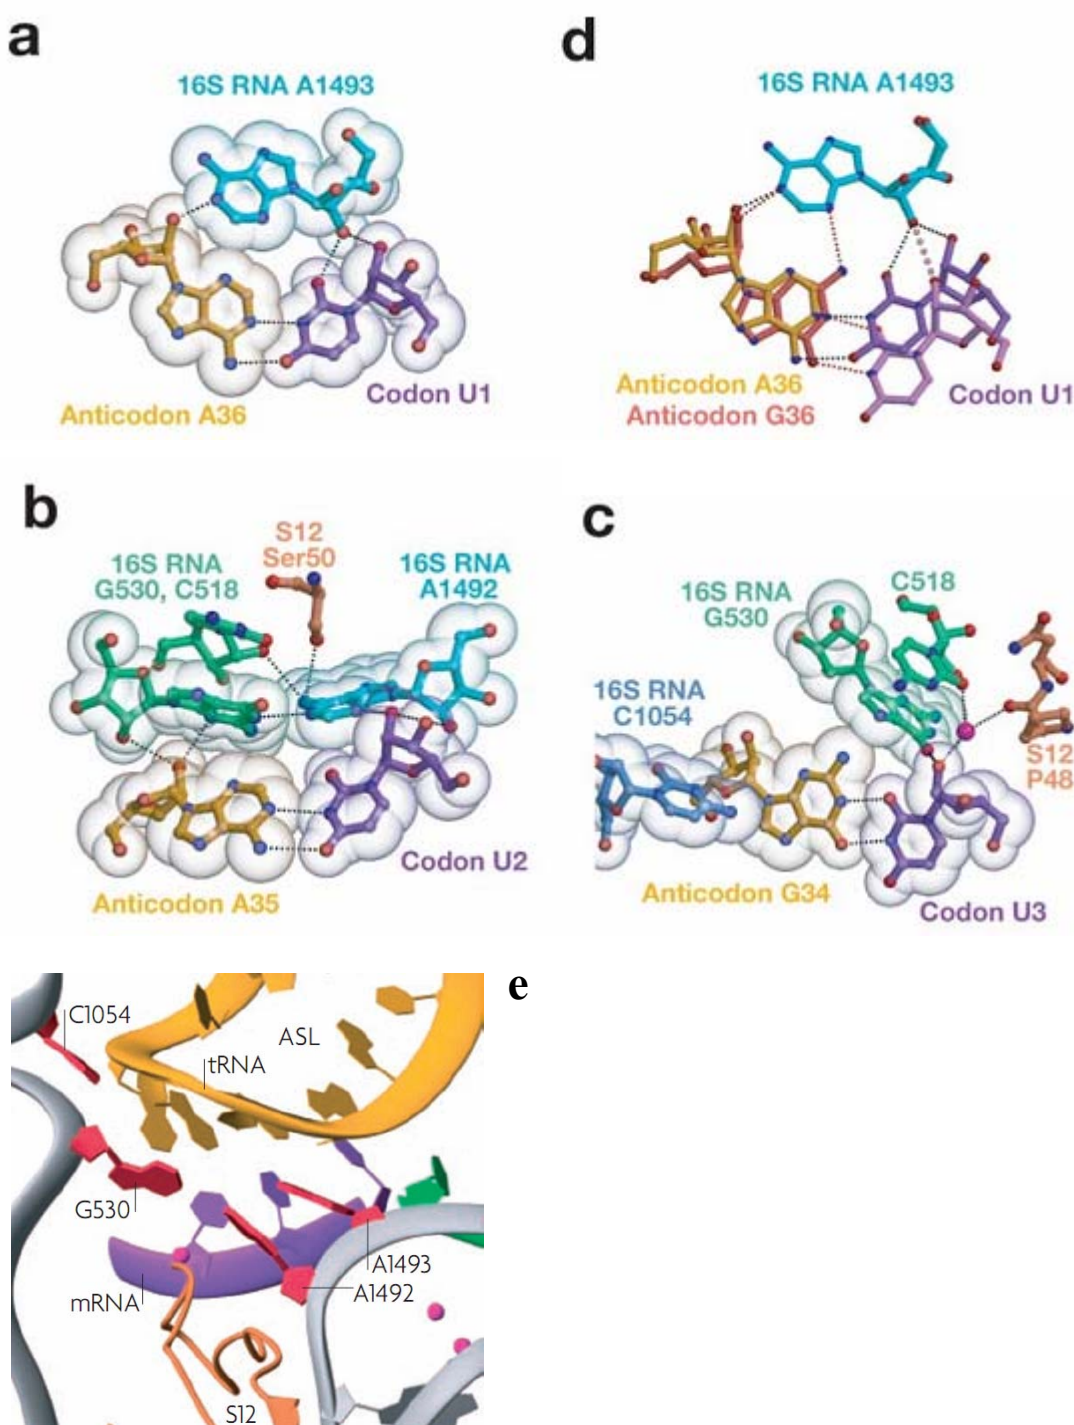 a
16S RNA A1493
Anticodon A36
Codon U1
d
16S RNA A1493
Anticodon A36
Anticodon G36
Codon U1
b
S12
Ser50
16S RNA
G530, C518
16S RNA
A1492
Codon U2
Anticodon A35
c
C518
16S RNA
G530
16S RNA
C1054
S12
P48
Anticodon G34
Codon U3
e
C1054
ASL
tRNA
G530
A1493
A1492
mRNA
S12